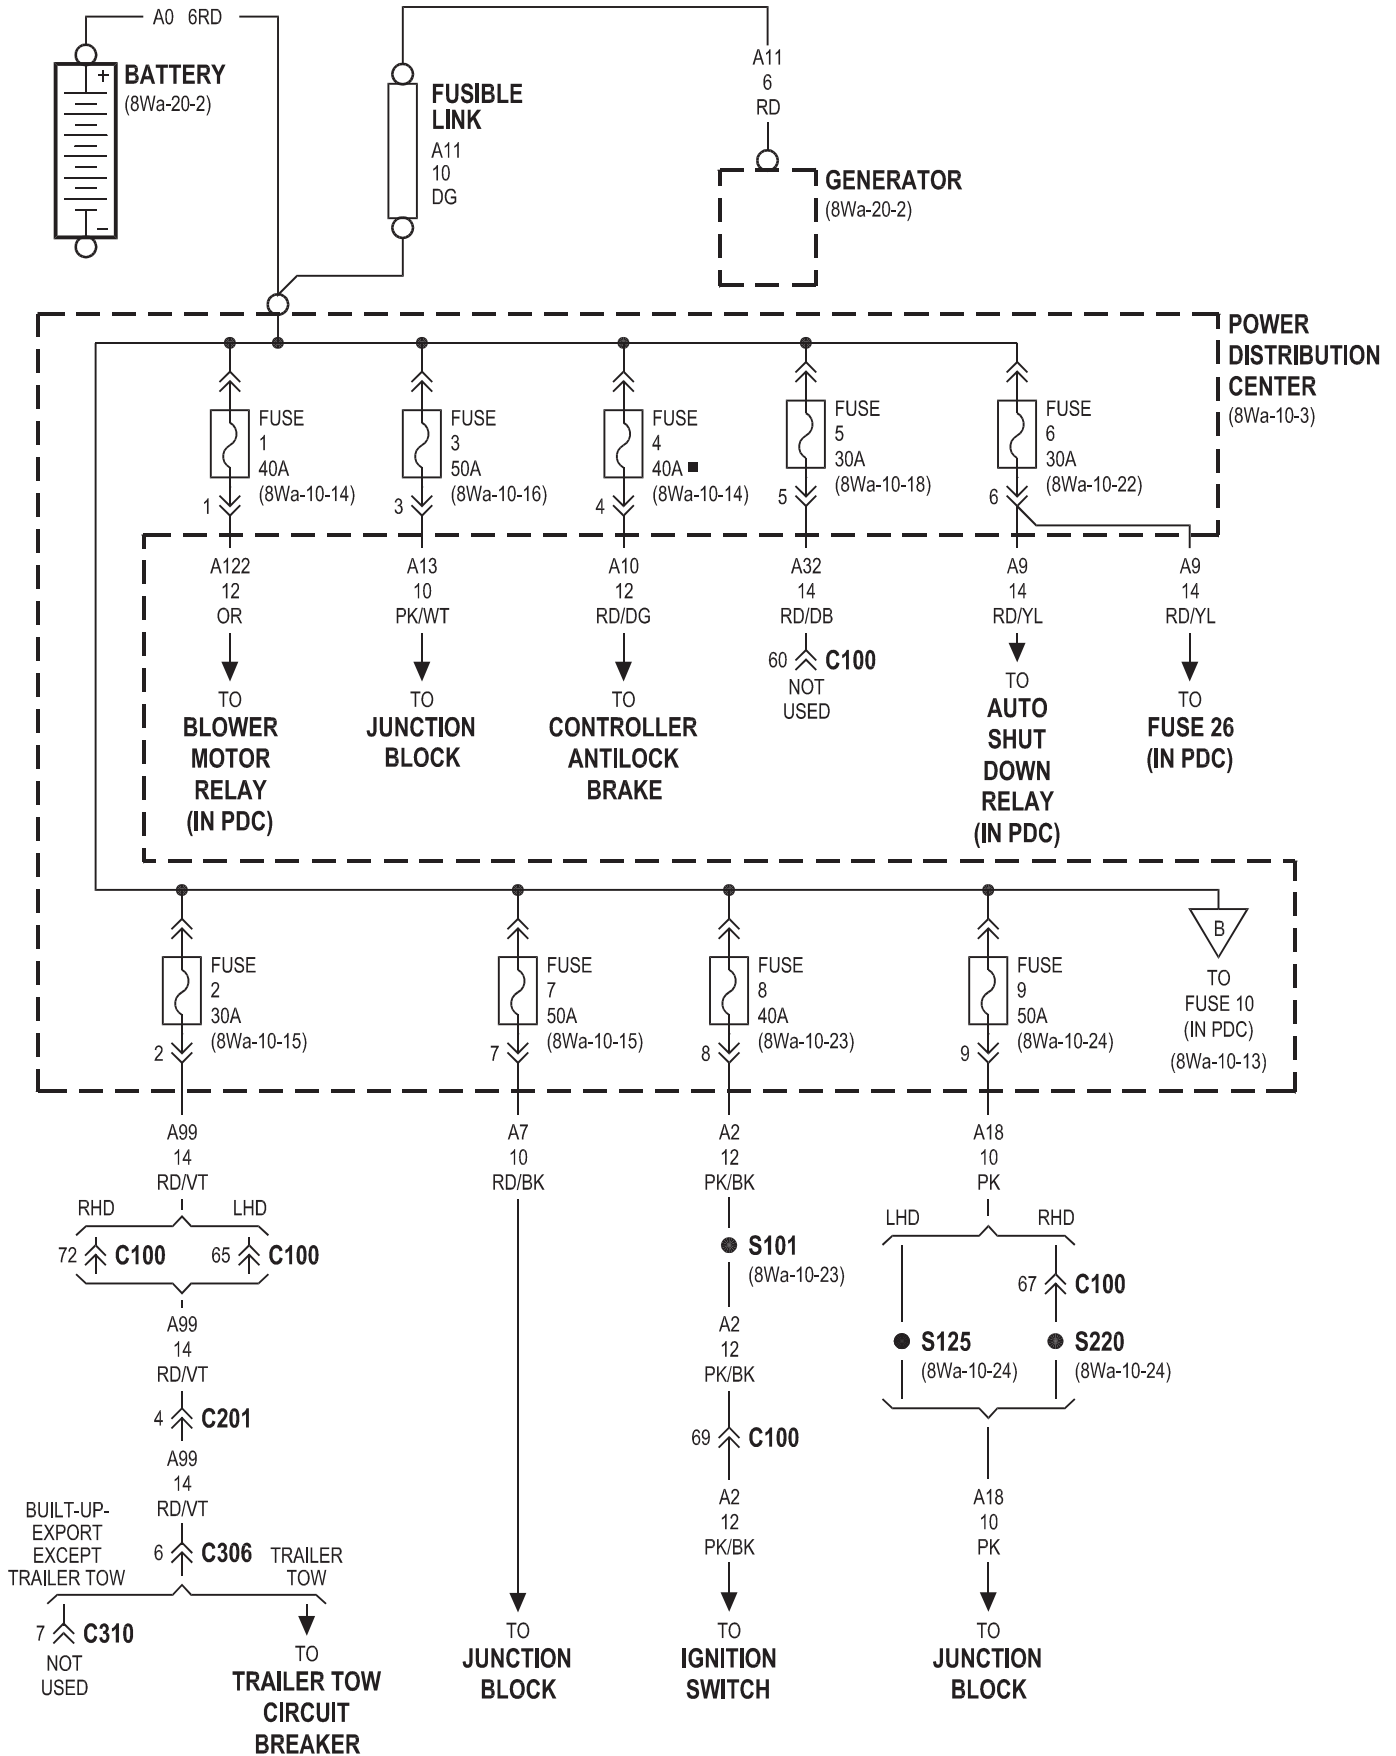 A0 6RD
+
BATTERY
(8Wa-20-2)
–
FUSIBLE
LINK
A11
10
DG
A11
6
RD
GENERATOR
(8Wa-20-2)
POWER
DISTRIBUTION
CENTER
(8Wa-10-3)
FUSE
1
40A
(8Wa-10-14)
1
FUSE
3
50A
(8Wa-10-16)
3
FUSE
4
40A ■
(8Wa-10-14)
4
FUSE
5
30A
(8Wa-10-18)
5
FUSE
6
30A
(8Wa-10-22)
6
A122
12
OR
TO
BLOWER
MOTOR
RELAY
(IN PDC)
A13
10
PK/WT
TO
JUNCTION
BLOCK
A10
12
RD/DG
TO
CONTROLLER
ANTILOCK
BRAKE
A32
14
RD/DB
60 C100
NOT
USED
A9
14
RD/YL
TO
AUTO
SHUT
DOWN
RELAY
(IN PDC)
A9
14
RD/YL
TO
FUSE 26
(IN PDC)
FUSE
2
30A
(8Wa-10-15)
2
FUSE
7
50A
(8Wa-10-15)
7
FUSE
8
40A
(8Wa-10-23)
8
FUSE
9
50A
(8Wa-10-24)
9
B
TO
FUSE 10
(IN PDC)
(8Wa-10-13)
A99
14
RD/VT
RHD
LHD
72 C100
65 C100
A99
14
RD/VT
4 C201
A99
14
RD/VT
6 C306
BUILT-UP-
EXPORT
EXCEPT
TRAILER TOW
TRAILER
TOW
7 C310
NOT
USED
TO
TRAILER TOW
CIRCUIT
BREAKER
A7
10
RD/BK
TO
JUNCTION
BLOCK
A2
12
PK/BK
S101
(8Wa-10-23)
A2
12
PK/BK
69 C100
A2
12
PK/BK
TO
IGNITION
SWITCH
A18
10
PK
LHD
RHD
67 C100
S125
(8Wa-10-24)
S220
(8Wa-10-24)
A18
10
PK
TO
JUNCTION
BLOCK